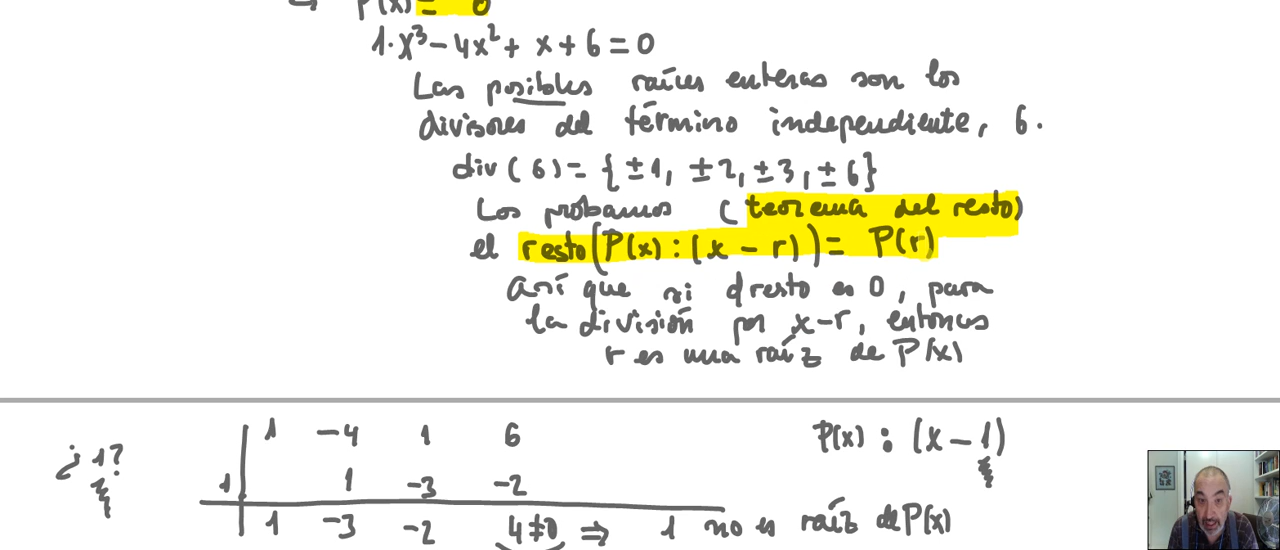 ⇒ P(x) = 0
1·x³ - 4x² + x + 6 = 0
Las posibles raíces enteras son los
divisores del término independiente, 6.
div(6) = {±1, ±2, ±3, ±6}
Los probamos (teorema del resto)
el resto(P(x):(x - r)) = P(r)
así que si el resto es 0, para
la división por x-r, entonces
r es una raíz de P(x)
¿1?
1 -4 1 6
1 1 -3 -2
1 -3 -2 4≠0 ⇒ 1 no es raíz de P(x)
P(x) : (x - 1)